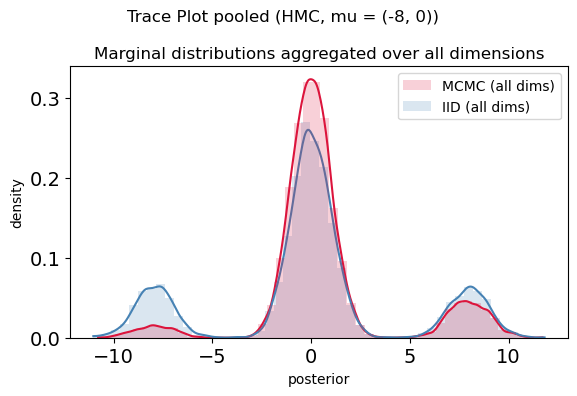 Trace Plot pooled (HMC, mu = (-8, 0))
Marginal distributions aggregated over all dimensions
MCMC (all dims)
IID (all dims)
density
0.3
0.2
0.1
0.0
−10
−5
0
5
10
posterior